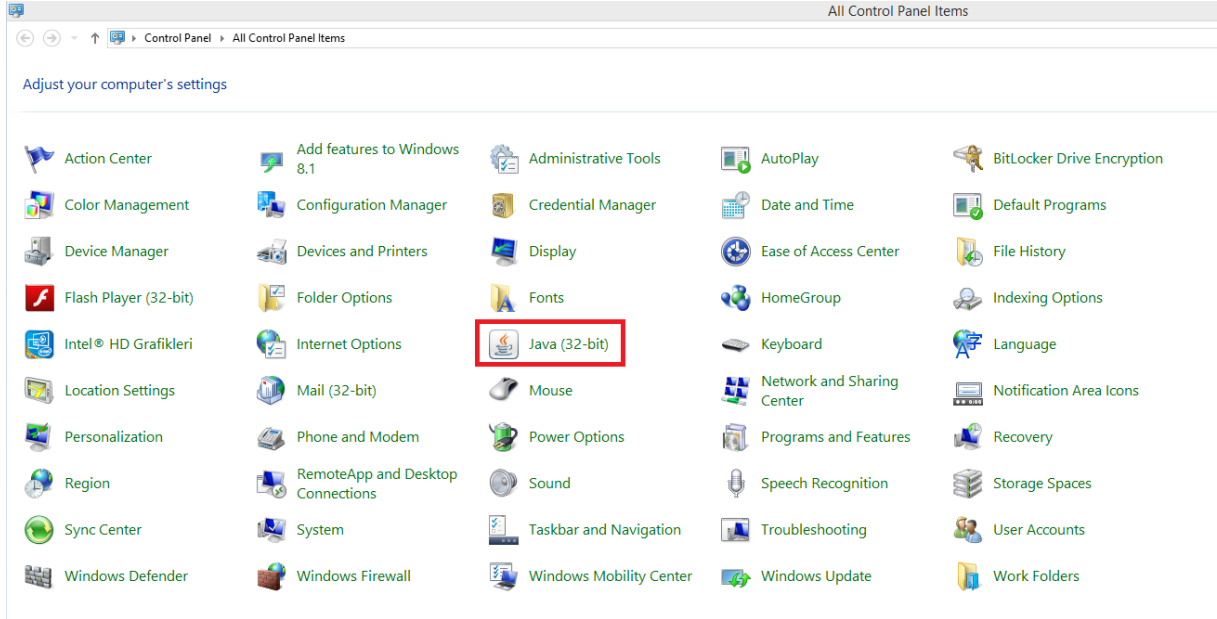 All Control Panel Items
Control Panel All Control Panel Items
Adjust your computer's settings
Action Center
Add features to Windows
8.1
Administrative Tools
AutoPlay
BitLocker Drive Encryption
Color Management
Configuration Manager
Credential Manager
Date and Time
Default Programs
Device Manager
Devices and Printers
Display
Ease of Access Center
File History
Flash Player (32-bit)
Folder Options
Fonts
HomeGroup
Indexing Options
Intel® HD Grafikleri
Internet Options
Java (32-bit)
Keyboard
Language
Location Settings
Mail (32-bit)
Mouse
Network and Sharing
Center
Notification Area Icons
Personalization
Phone and Modem
Power Options
Programs and Features
Recovery
Region
RemoteApp and Desktop
Connections
Sound
Speech Recognition
Storage Spaces
Sync Center
System
Taskbar and Navigation
Troubleshooting
User Accounts
Windows Defender
Windows Firewall
Windows Mobility Center
Windows Update
Work Folders